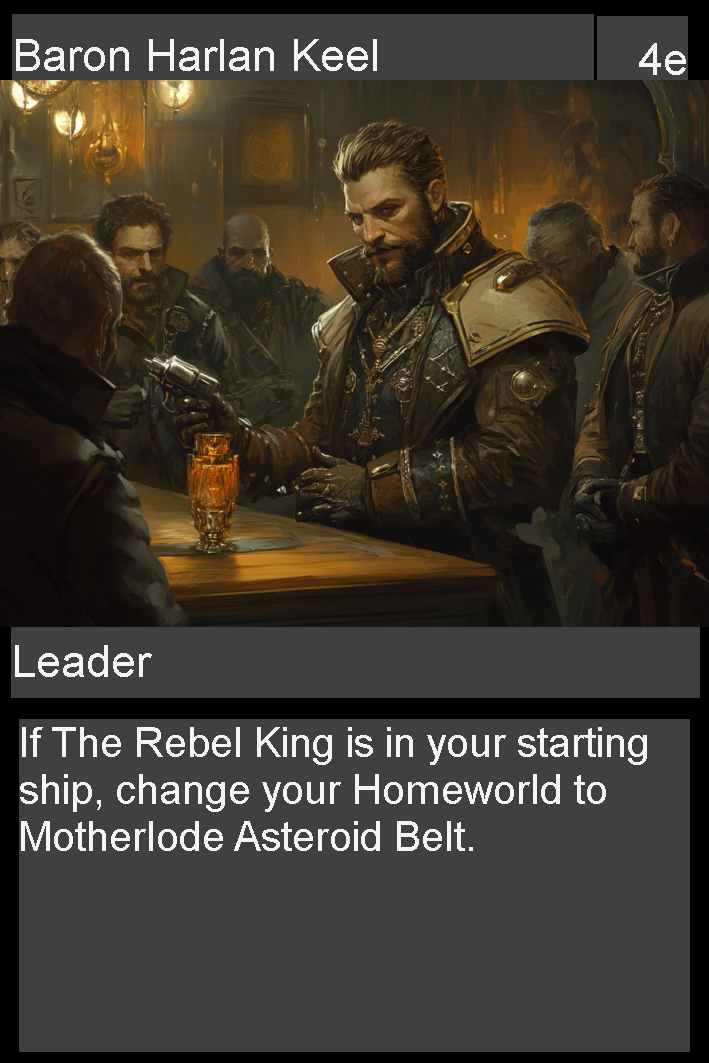 Baron Harlan Keel
4e
Leader
If The Rebel King is in your starting
ship, change your Homeworld to
Motherlode Asteroid Belt.